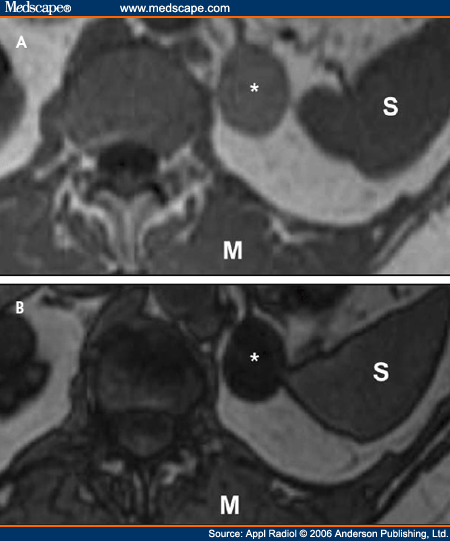 Medscape® www.medscape.com
A
*
S
M
B
*
S
M
Source: Appl Radiol © 2006 Anderson Publishing, Ltd.